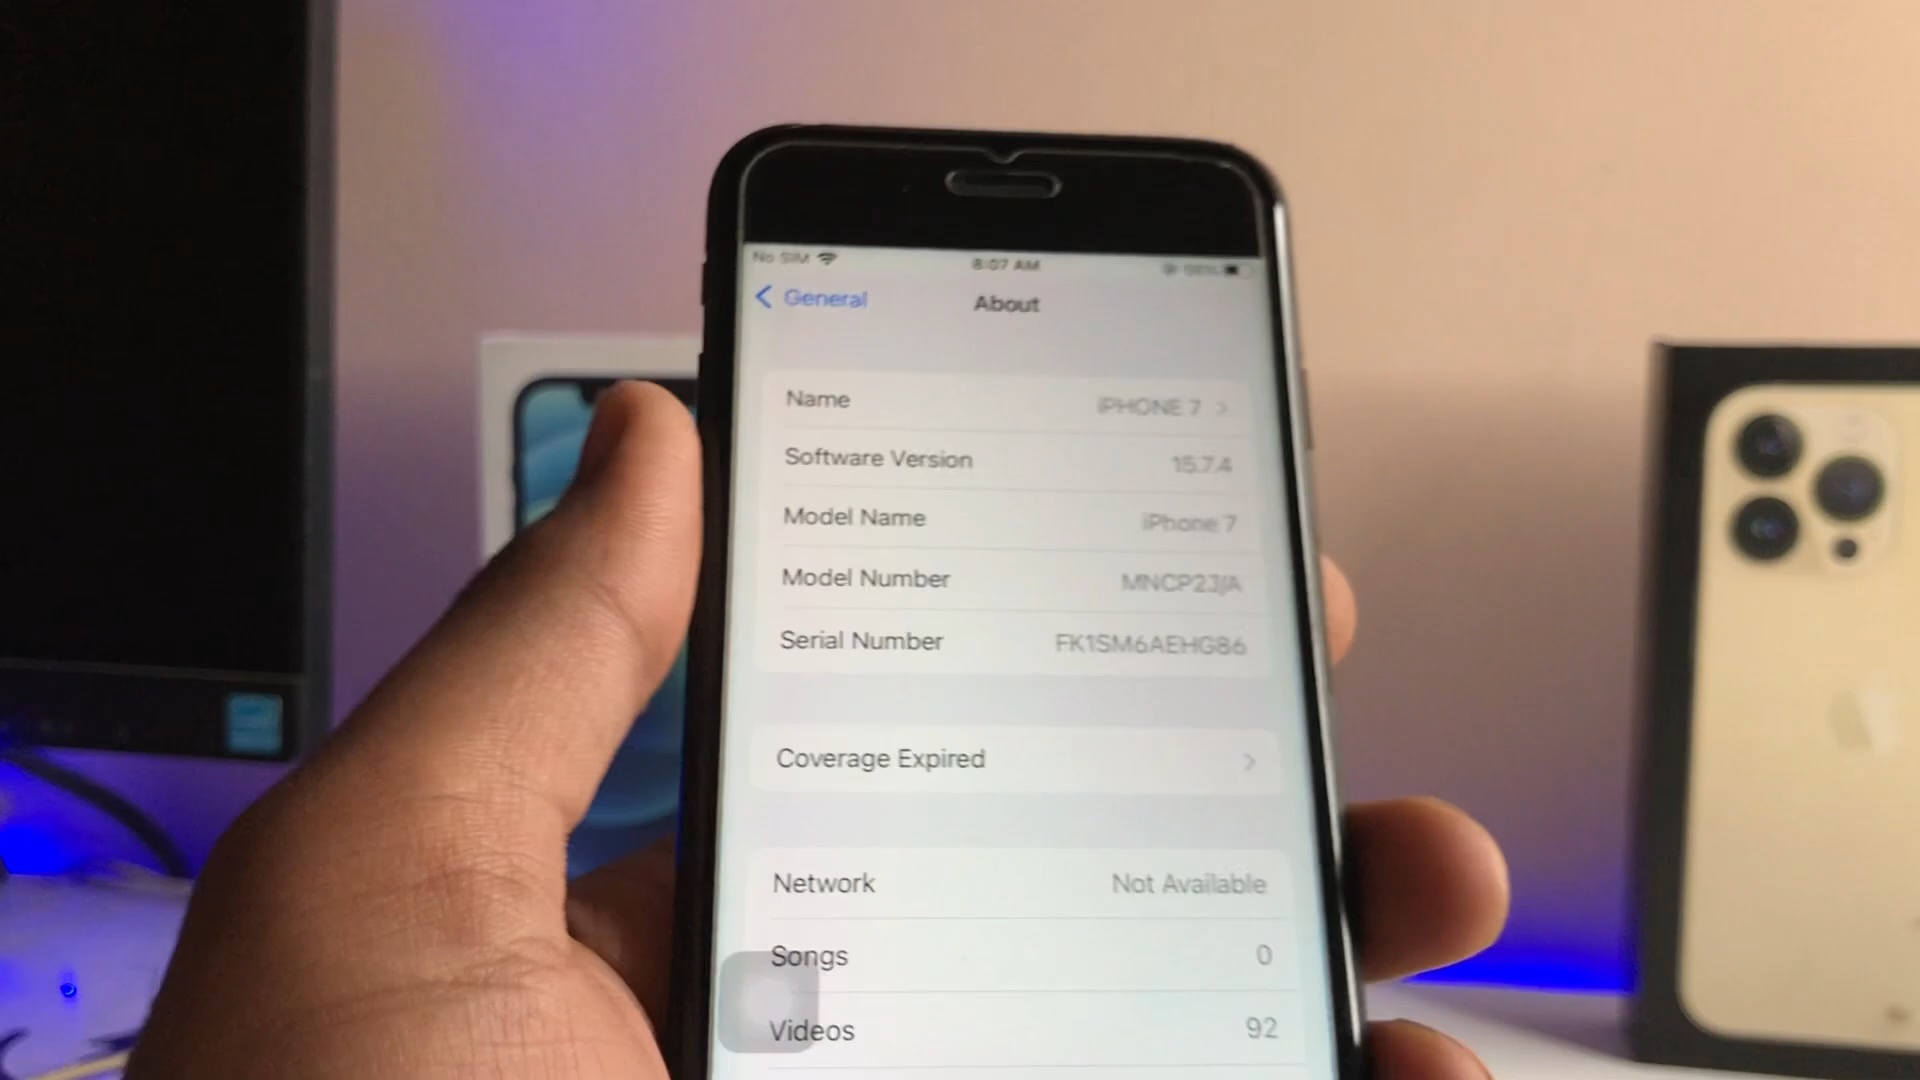 No SIM
8:07 AM
General
About
Name iPHONE 7
Software Version 15.7.4
Model Name iPhone 7
Model Number MNCP2J/A
Serial Number FK1SM6AEHG86
Coverage Expired
Network Not Available
Songs 0
Videos 92